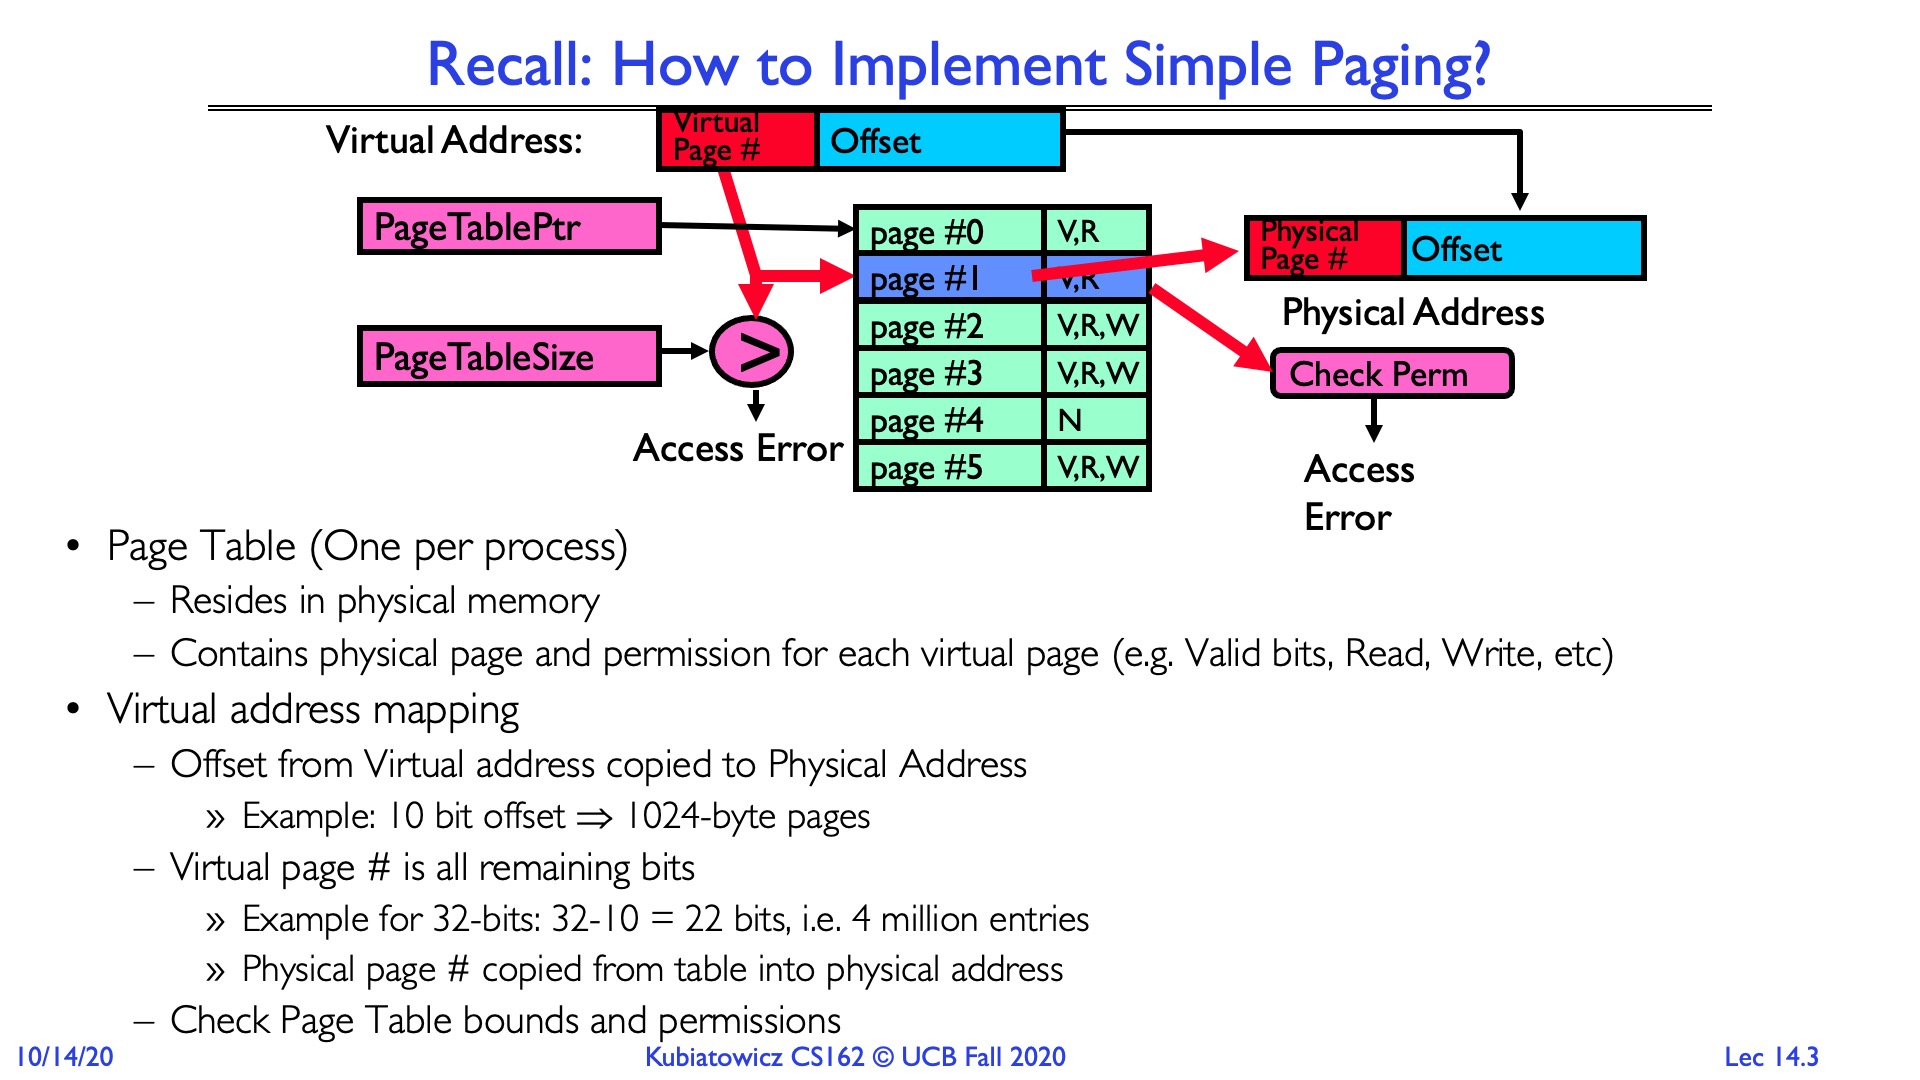 Recall: How to Implement Simple Paging?
Virtual Address:
Virtual
Page #
Offset
PageTablePtr
page #0 V,R
page #1 V,R
page #2 V,R,W
page #3 V,R,W
page #4 N
page #5 V,R,W
Physical
Page #
Offset
Physical Address
PageTableSize
>
Access Error
Check Perm
Access
Error
• Page Table (One per process)
– Resides in physical memory
– Contains physical page and permission for each virtual page (e.g. Valid bits, Read, Write, etc)
• Virtual address mapping
– Offset from Virtual address copied to Physical Address
» Example: 10 bit offset ⇒ 1024-byte pages
– Virtual page # is all remaining bits
» Example for 32-bits: 32-10 = 22 bits, i.e. 4 million entries
» Physical page # copied from table into physical address
– Check Page Table bounds and permissions
10/14/20
Kubiatowicz CS162 © UCB Fall 2020
Lec 14.3